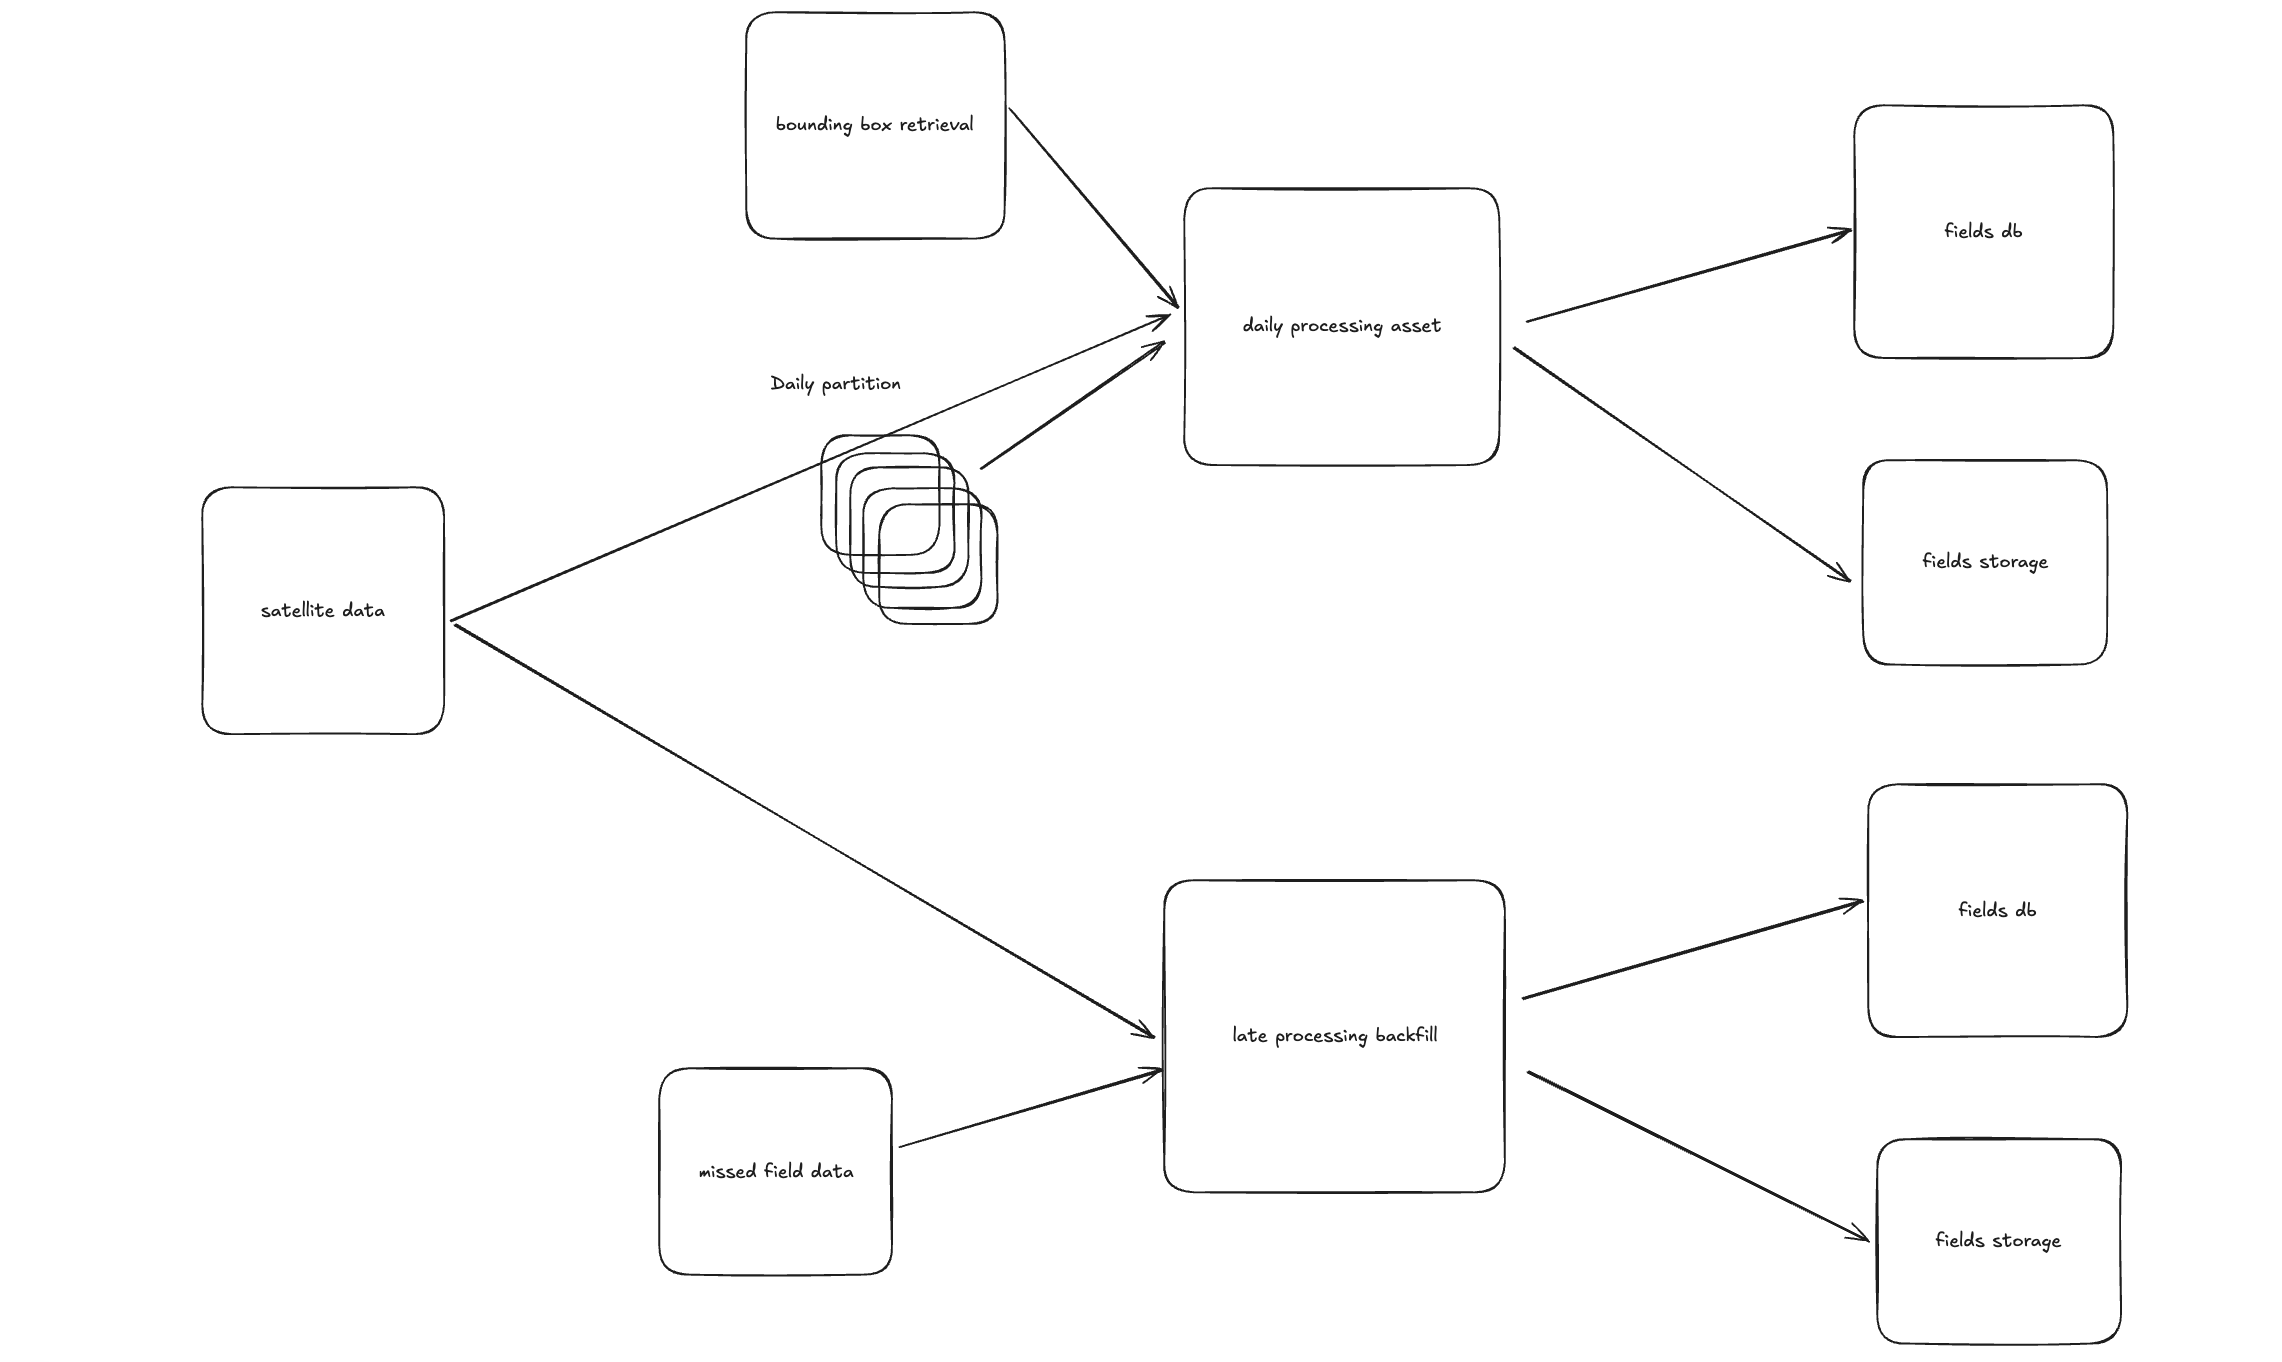 bounding box retrieval
fields db
daily processing asset
Daily partition
fields storage
satellite data
fields db
late processing backfill
missed field data
fields storage